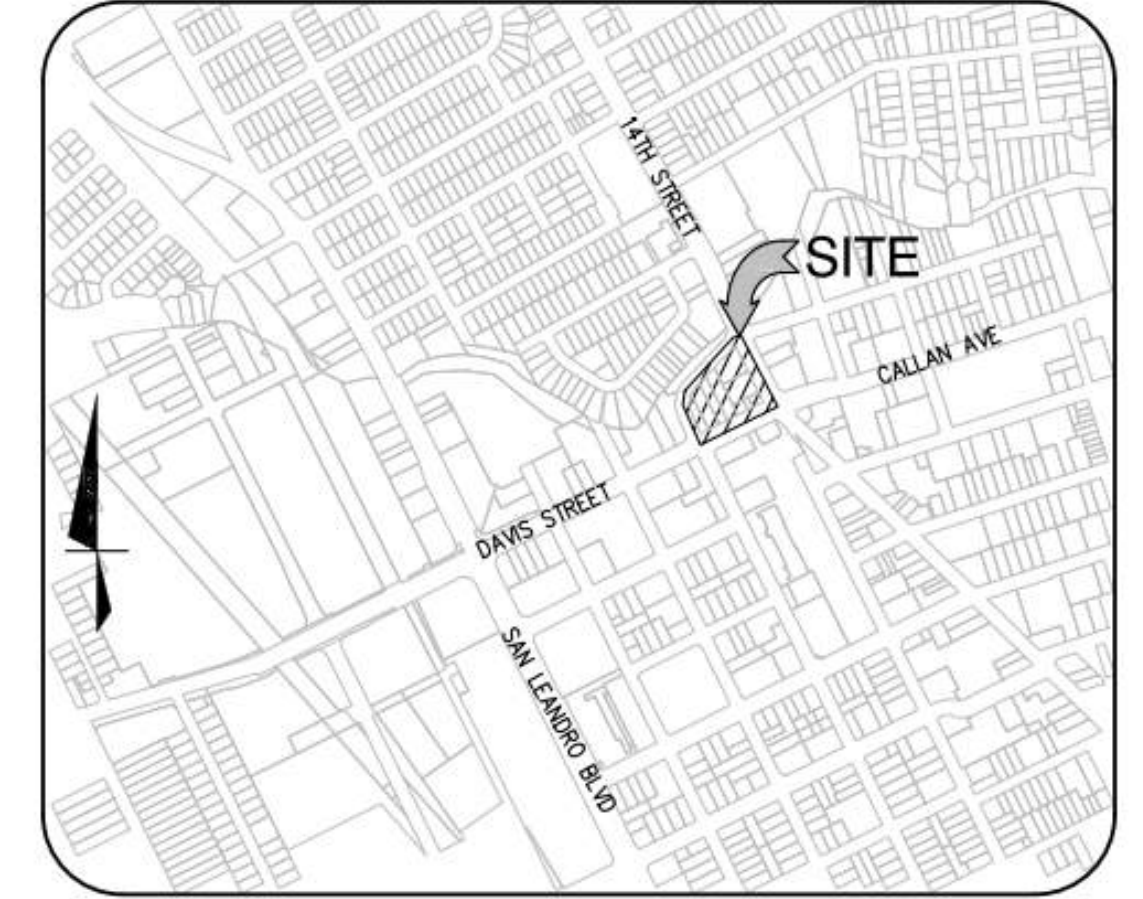 14TH STREET
SITE
CALLAN AVE
DAVIS STREET
SAN LEANDRO BLVD